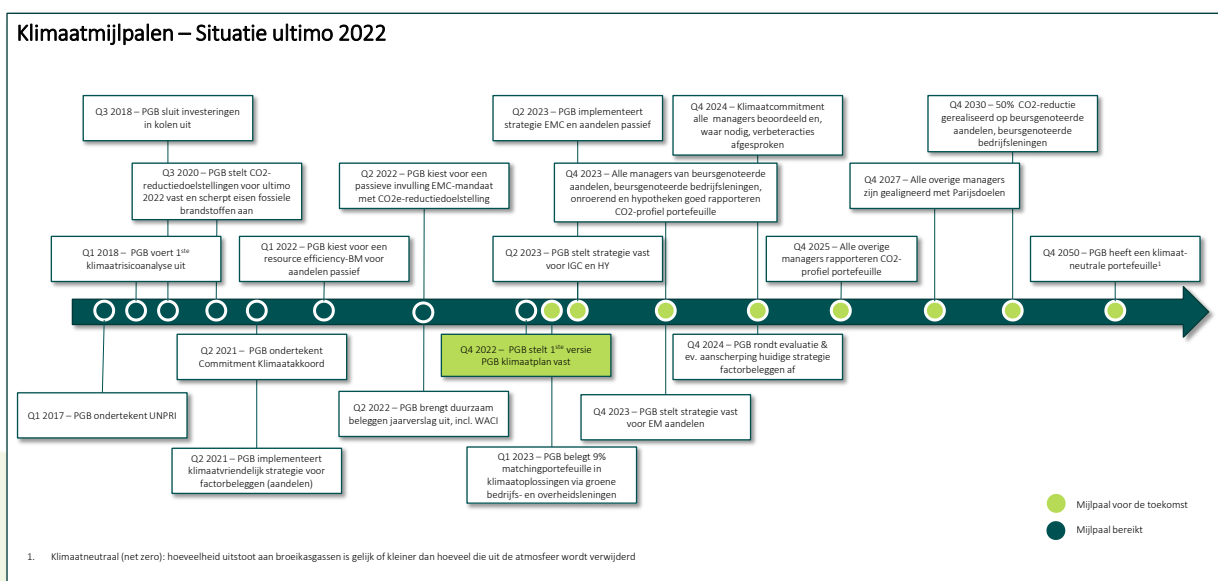 Klimaatmijlpalen – Situatie ultimo 2022
Q3 2018 – PGB sluit investeringen
in kolen uit
Q3 2020 – PGB stelt CO2-
reductiedoelstellingen voor ultimo
2022 vast en scherpt eisen fossiele
brandstoffen aan
Q1 2018 – PGB voert 1ste
klimaatrisicoanalyse uit
Q1 2022 – PGB kiest voor een
resource efficiency-BM voor
aandelen passief
Q2 2022 – PGB kiest voor een
passieve invulling EMC-mandaat
met CO2e-reductiedoelstelling
Q2 2023 – PGB implementeert
strategie EMC en aandelen passief
Q4 2023 – Alle managers van beursgenoteerde
aandelen, beursgenoteerde bedrijfsleningen,
onroerend en hypotheken goed rapporteren
CO2-profiel portefeuille
Q2 2023 – PGB stelt strategie vast
voor IGC en HY
Q4 2024 – Klimaatcommitment
alle managers beoordeeld en,
waar nodig, verbeteracties
afgesproken
Q4 2025 – Alle overige
managers rapporteren CO2-
profiel portefeuille
Q4 2030 – 50% CO2-reductie
gerealiseerd op beursgenoteerde
aandelen, beursgenoteerde
bedrijfsleningen
Q4 2027 – Alle overige managers
zijn gealigneerd met Parijsdoelen
Q4 2050 – PGB heeft een klimaat-
neutrale portefeuille1
Q1 2017 – PGB ondertekent UNPRI
Q2 2021 – PGB ondertekent
Commitment Klimaatakkoord
Q2 2021 – PGB implementeert
klimaatvriendelijk strategie voor
factorbeleggen (aandelen)
Q2 2022 – PGB brengt duurzaam
beleggen jaarverslag uit, incl. WACI
Q4 2022 – PGB stelt 1ste versie
PGB klimaatplan vast
Q1 2023 – PGB belegt 9%
matchingportefeuille in
klimaatoplossingen via groene
bedrijfs- en overheidsleningen
Q4 2023 – PGB stelt strategie vast
voor EM aandelen
Q4 2024 – PGB rondt evaluatie &
ev. aanscherping huidige strategie
factorbeleggen af
Mijlpaal voor de toekomst
Mijlpaal bereikt
1. Klimaatneutraal (net zero): hoeveelheid uitstoot aan broeikasgassen is gelijk of kleiner dan hoeveel die uit de atmosfeer wordt verwijderd